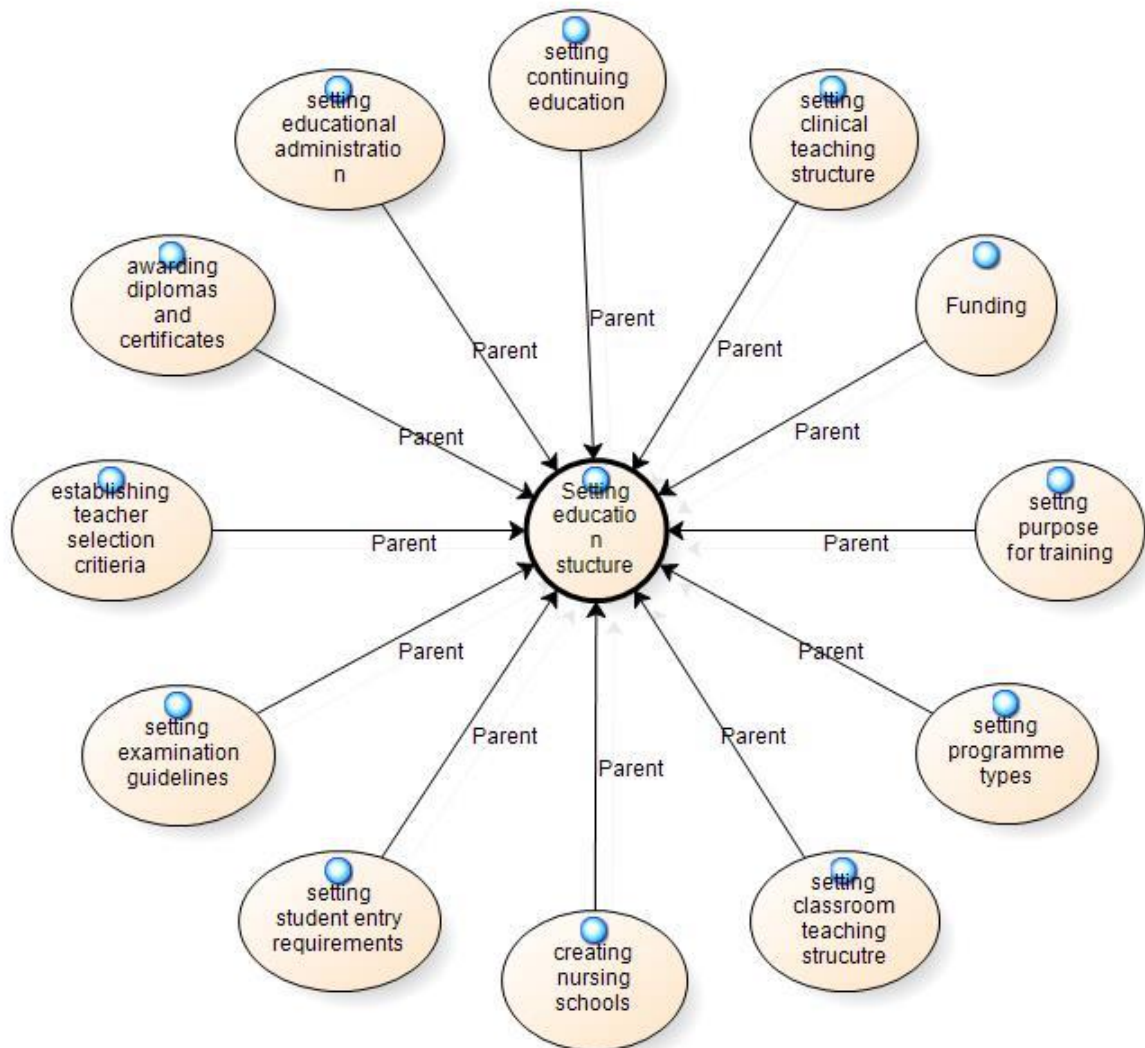 setting
continuing
education
setting
educational
administratio
n
setting
clinical
teaching
structure
awarding
diplomas
and
certificates
Funding
Parent
Parent
Parent
Parent
Parent
establishing
teacher
selection
critieria
Parent
Setting
educatio
n
stucture
Parent
settng
purpose
for training
Parent
Parent
setting
examination
guidelines
setting
programme
types
Parent
Parent
Parent
setting
student entry
requirements
creating
nursing
schools
setting
classroom
teaching
strucutre